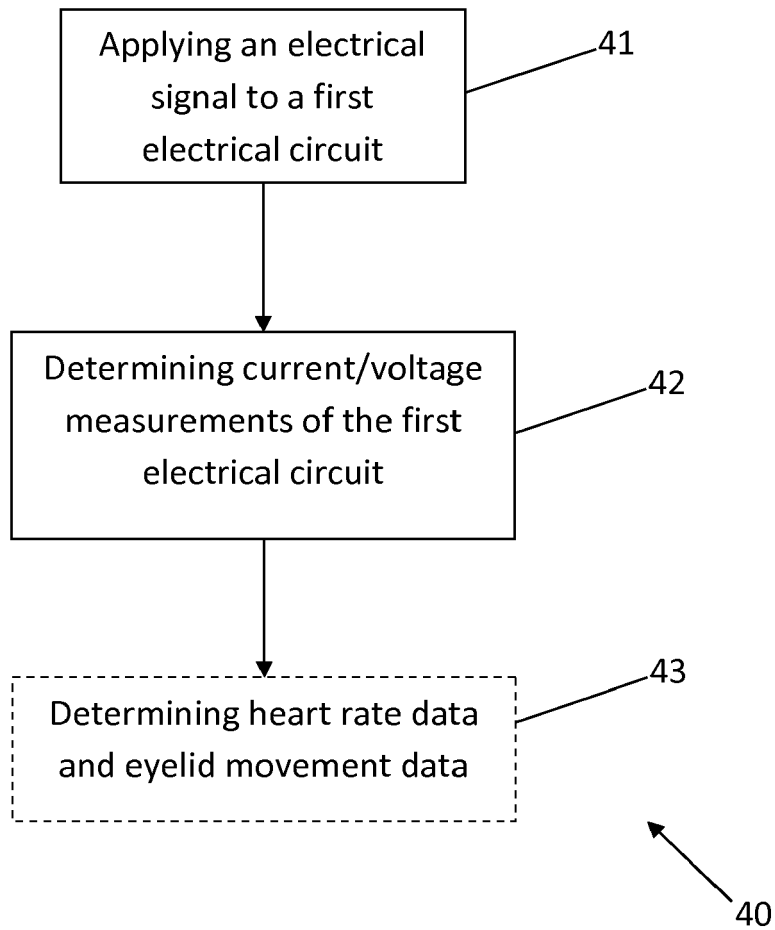 Applying an electrical
signal to a first
electrical circuit
41
Determining current/voltage
measurements of the first
electrical circuit
42
Determining heart rate data
and eyelid movement data
43
40